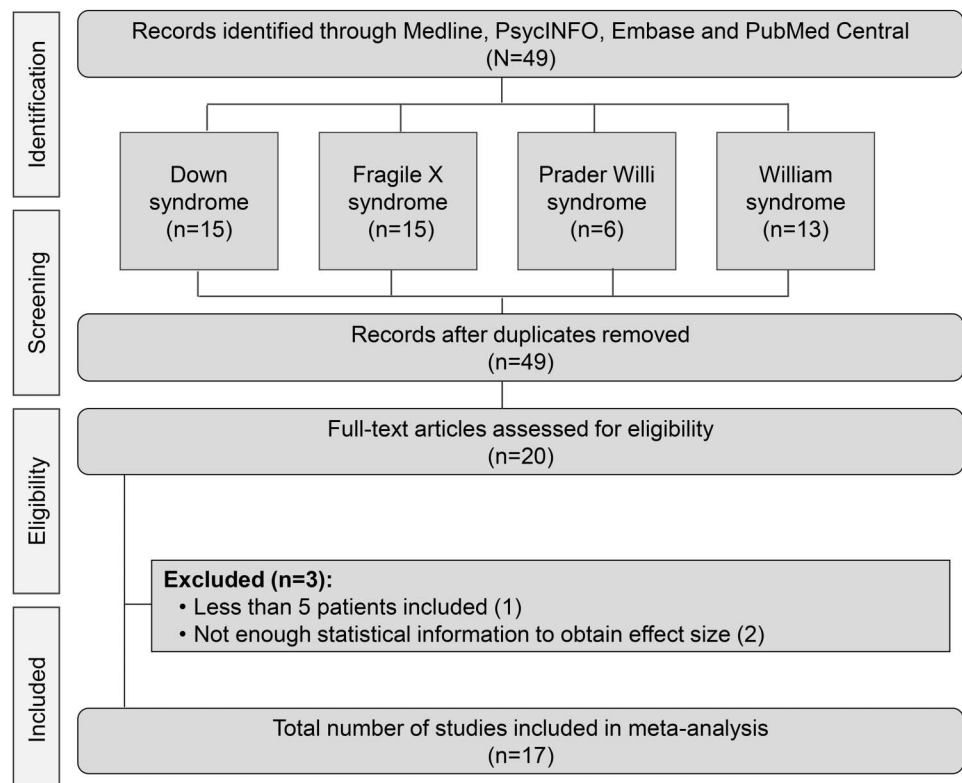 Identification
Records identified through Medline, PsycINFO, Embase and PubMed Central
(N=49)
Down
syndrome
(n=15)
Fragile X
syndrome
(n=15)
Prader Willi
syndrome
(n=6)
William
syndrome
(n=13)
Screening
Records after duplicates removed
(n=49)
Eligibility
Full-text articles assessed for eligibility
(n=20)
Excluded (n=3):
• Less than 5 patients included (1)
• Not enough statistical information to obtain effect size (2)
Included
Total number of studies included in meta-analysis
(n=17)